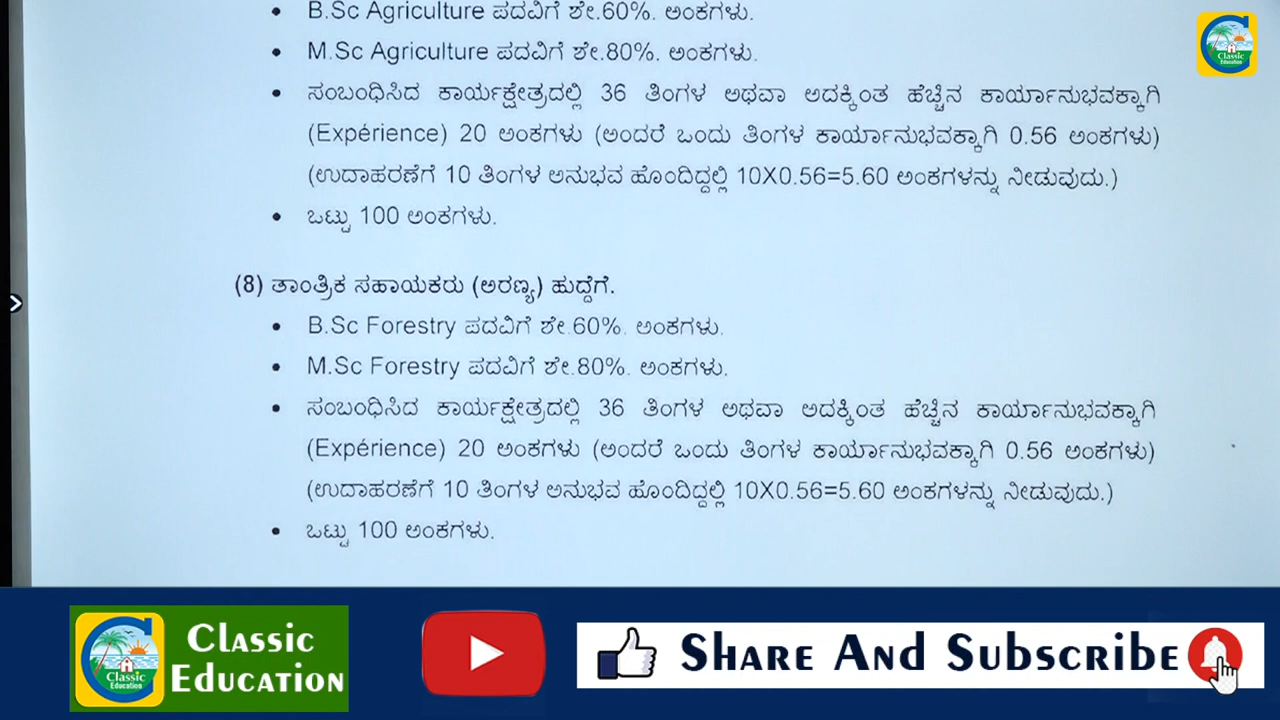 • B.Sc Agriculture ಪದವಿಗೆ ಶೇ.60%. ಅಂಕಗಳು.
• M.Sc Agriculture ಪದವಿಗೆ ಶೇ.80%. ಅಂಕಗಳು.
• ಸಂಬಂಧಿಸಿದ ಕಾರ್ಯಕ್ಷೇತ್ರದಲ್ಲಿ 36 ತಿಂಗಳ ಅಥವಾ ಅದಕ್ಕಿಂತ ಹೆಚ್ಚಿನ ಕಾರ್ಯಾನುಭವಕ್ಕಾಗಿ
(Expérience) 20 ಅಂಕಗಳು (ಅಂದರೆ ಒಂದು ತಿಂಗಳ ಕಾರ್ಯಾನುಭವಕ್ಕಾಗಿ 0.56 ಅಂಕಗಳು)
(ಉದಾಹರಣೆಗೆ 10 ತಿಂಗಳ ಅನುಭವ ಹೊಂದಿದ್ದಲ್ಲಿ 10X0.56=5.60 ಅಂಕಗಳನ್ನು ನೀಡುವುದು.)
• ಒಟ್ಟು 100 ಅಂಕಗಳು.
(8) ತಾಂತ್ರಿಕ ಸಹಾಯಕರು (ಅರಣ್ಯ) ಹುದ್ದೆಗೆ.
• B.Sc Forestry ಪದವಿಗೆ ಶೇ.60%. ಅಂಕಗಳು.
• M.Sc Forestry ಪದವಿಗೆ ಶೇ.80%. ಅಂಕಗಳು.
• ಸಂಬಂಧಿಸಿದ ಕಾರ್ಯಕ್ಷೇತ್ರದಲ್ಲಿ 36 ತಿಂಗಳ ಅಥವಾ ಅದಕ್ಕಿಂತ ಹೆಚ್ಚಿನ ಕಾರ್ಯಾನುಭವಕ್ಕಾಗಿ
(Expérience) 20 ಅಂಕಗಳು (ಅಂದರೆ ಒಂದು ತಿಂಗಳ ಕಾರ್ಯಾನುಭವಕ್ಕಾಗಿ 0.56 ಅಂಕಗಳು)
(ಉದಾಹರಣೆಗೆ 10 ತಿಂಗಳ ಅನುಭವ ಹೊಂದಿದ್ದಲ್ಲಿ 10X0.56=5.60 ಅಂಕಗಳನ್ನು ನೀಡುವುದು.)
• ಒಟ್ಟು 100 ಅಂಕಗಳು.
Classic
Education
Classic
Education
Classic
Education
Share And Subscribe